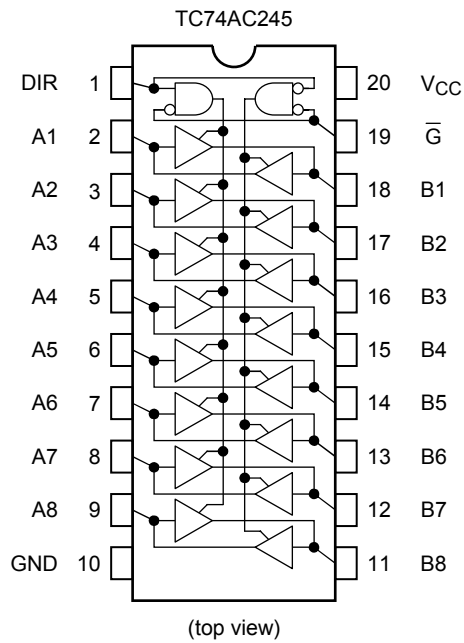 TC74AC245
DIR 1 20 V_CC
A1 2 19 G̅
A2 3 18 B1
A3 4 17 B2
A4 5 16 B3
A5 6 15 B4
A6 7 14 B5
A7 8 13 B6
A8 9 12 B7
GND 10 11 B8
(top view)